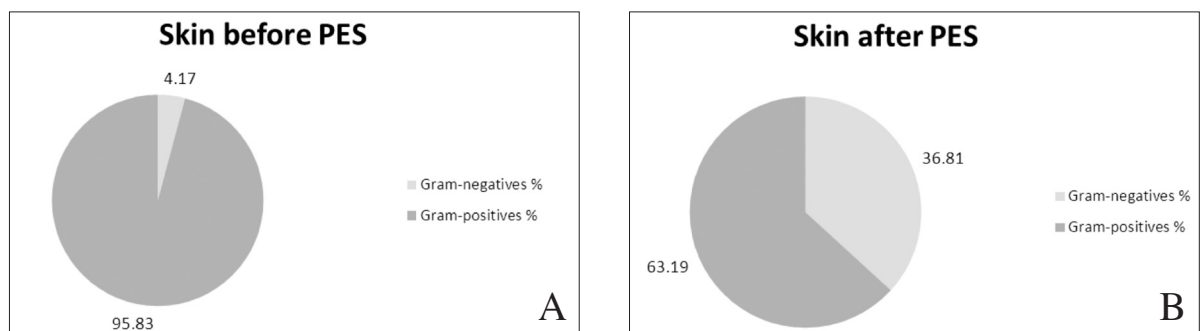 Skin before PES
4.17
Gram-negatives %
Gram-positives %
95.83
A
Skin after PES
36.81
Gram-negatives %
Gram-positives %
63.19
B